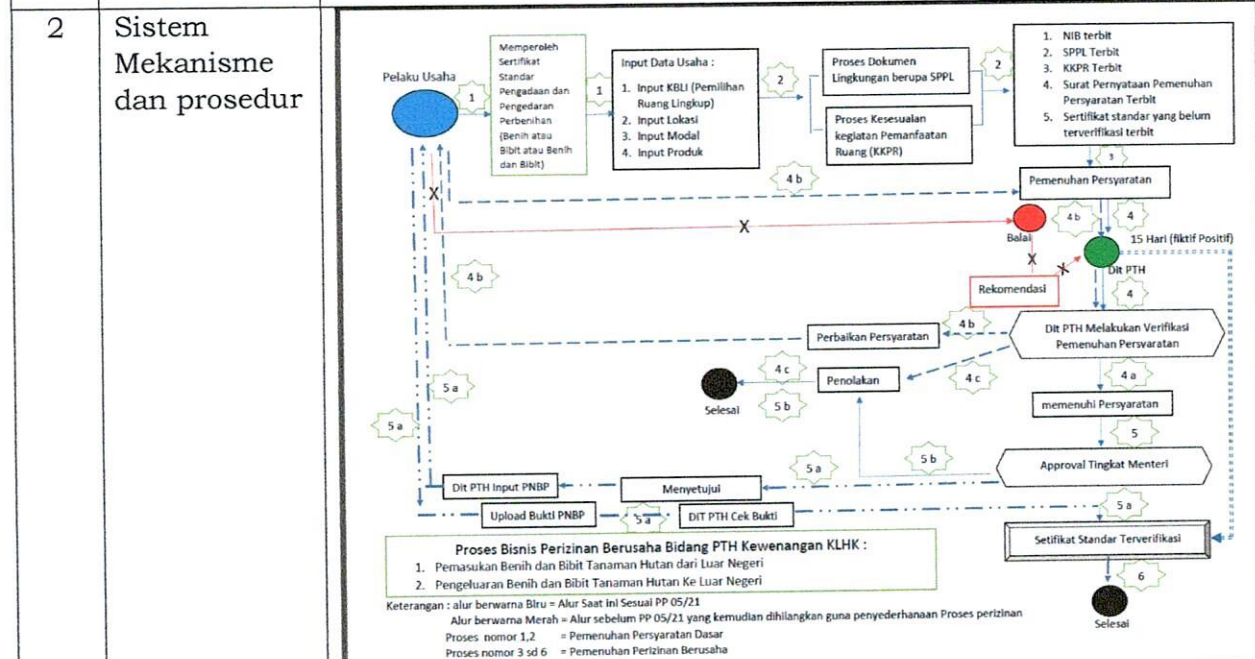 2
Sistem
Mekanisme
dan prosedur
Pelaku Usaha
1
Memperoleh
Sertifikat
Standar
Pengadaan dan
Pengedaran
Perbenihan
(Benih atau
Bibit atau Benih
dan Bibit)
1
Input Data Usaha :
1. Input KBLI (Pemilihan
Ruang Lingkup)
2. Input Lokasi
3. Input Modal
4. Input Produk
2
Proses Dokumen
Lingkungan berupa SPPL
Proses Kesesualan
kegiatan Pemanfaatan
Ruang (KKPR)
2
1. NIB terbit
2. SPPL Terbit
3. KKPR Terbit
4. Surat Pernyataan Pemenuhan
Persyaratan Terbit
5. Sertifikat standar yang belum
terverifikasi terbit
3
Pemenuhan Persyaratan
4 b
X
X
4 b
4
Balai
15 Hari (fiktif Positif)
X
X
Dit PTH
Rekomendasi
4
4 b
Dit PTH Melakukan Verifikasi
Pemenuhan Persyaratan
4 b
Perbaikan Persyaratan
4 c
4 c
Penolakan
4 a
Selesai
5 b
memenuhi Persyaratan
5 a
5 a
5
5 b
Approval Tingkat Menteri
5 a
Dit PTH Input PNBP
Menyetujui
Upload Bukti PNBP
5 a
DIT PTH Cek Bukti
5 a
Setifikat Standar Terverifikasi
6
Selesai
Proses Bisnis Perizinan Berusaha Bidang PTH Kewenangan KLHK :
1. Pemasukan Benih dan Bibit Tanaman Hutan dari Luar Negeri
2. Pengeluaran Benih dan Bibit Tanaman Hutan Ke Luar Negeri
Keterangan : alur berwarna Biru = Alur Saat ini Sesuai PP 05/21
Alur berwarna Merah = Alur sebelum PP 05/21 yang kemudian dihilangkan guna penyederhanaan Proses perizinan
Proses nomor 1,2 = Pemenuhan Persyaratan Dasar
Proses nomor 3 sd 6 = Pemenuhan Perizinan Berusaha